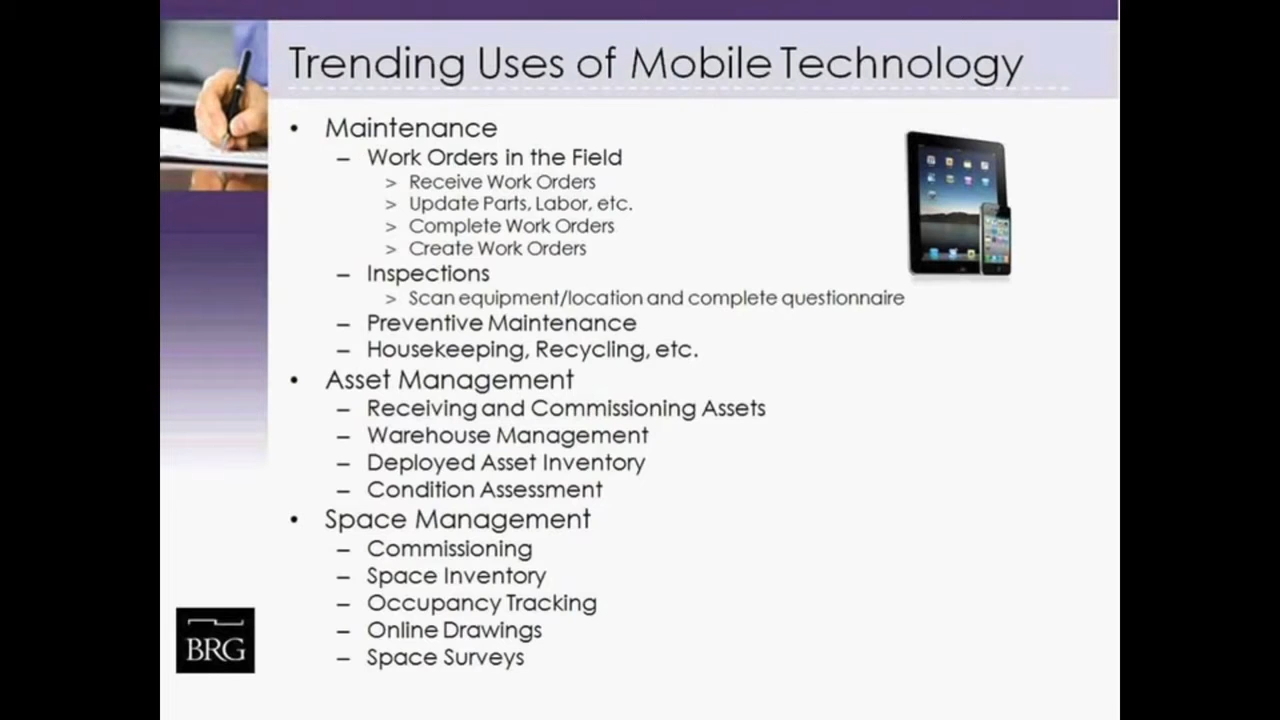 Trending Uses of Mobile Technology
• Maintenance
– Work Orders in the Field
> Receive Work Orders
> Update Parts, Labor, etc.
> Complete Work Orders
> Create Work Orders
– Inspections
> Scan equipment/location and complete questionnaire
– Preventive Maintenance
– Housekeeping, Recycling, etc.
• Asset Management
– Receiving and Commissioning Assets
– Warehouse Management
– Deployed Asset Inventory
– Condition Assessment
• Space Management
– Commissioning
– Space Inventory
– Occupancy Tracking
– Online Drawings
– Space Surveys
BRG